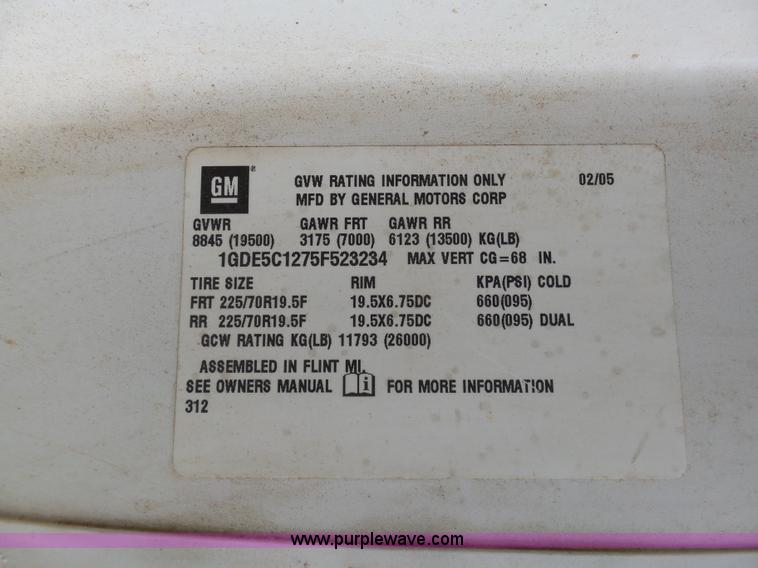 GM ® GVW RATING INFORMATION ONLY 02/05
MFD BY GENERAL MOTORS CORP
GVWR GAWR FRT GAWR RR
8845 (19500) 3175 (7000) 6123 (13500) KG(LB)
1GDE5C1275F523234 MAX VERT CG=68 IN.
TIRE SIZE RIM KPA(PSI) COLD
FRT 225/70R19.5F 19.5X6.75DC 660(095)
RR 225/70R19.5F 19.5X6.75DC 660(095) DUAL
GCW RATING KG(LB) 11793 (26000)
ASSEMBLED IN FLINT MI.
SEE OWNERS MANUAL i FOR MORE INFORMATION
312
www.purplewave.com